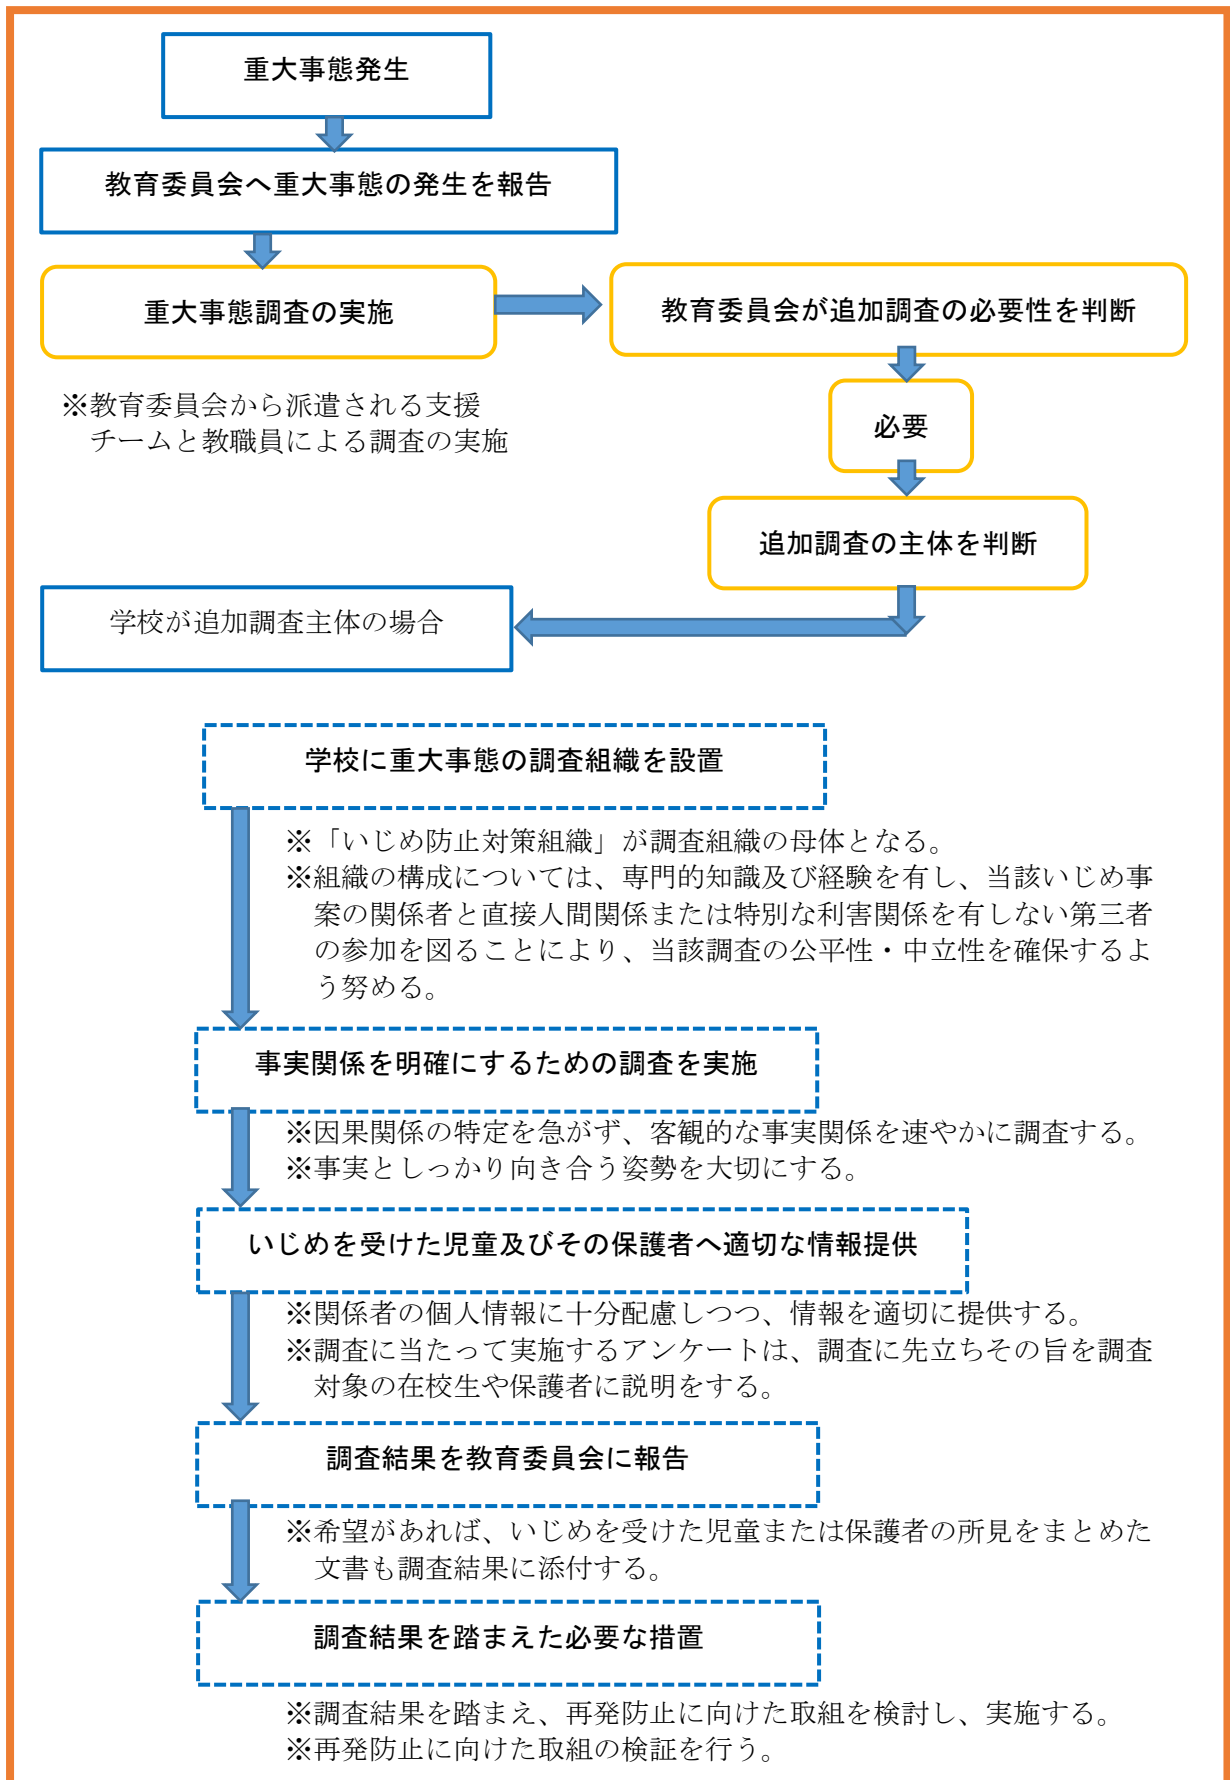 重大事態発生
教育委員会へ重大事態の発生を報告
重大事態調査の実施
教育委員会が追加調査の必要性を判断
※教育委員会から派遣される支援
チームと教職員による調査の実施
必要
追加調査の主体を判断
学校が追加調査主体の場合
学校に重大事態の調査組織を設置
※「いじめ防止対策組織」が調査組織の母体となる。
※組織の構成については、専門的知識及び経験を有し、当該いじめ事
案の関係者と直接人間関係または特別な利害関係を有しない第三者
の参加を図ることにより、当該調査の公平性・中立性を確保するよ
う努める。
事実関係を明確にするための調査を実施
※因果関係の特定を急がず、客観的な事実関係を速やかに調査する。
※事実としっかり向き合う姿勢を大切にする。
いじめを受けた児童及びその保護者へ適切な情報提供
※関係者の個人情報に十分配慮しつつ、情報を適切に提供する。
※調査に当たって実施するアンケートは、調査に先立ちその旨を調査
対象の在校生や保護者に説明をする。
調査結果を教育委員会に報告
※希望があれば、いじめを受けた児童または保護者の所見をまとめた
文書も調査結果に添付する。
調査結果を踏まえた必要な措置
※調査結果を踏まえ、再発防止に向けた取組を検討し、実施する。
※再発防止に向けた取組の検証を行う。